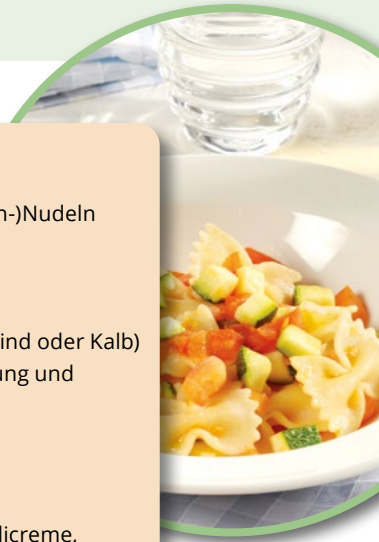 n-)Nudeln
ind oder Kalb)
ung und
licreme,